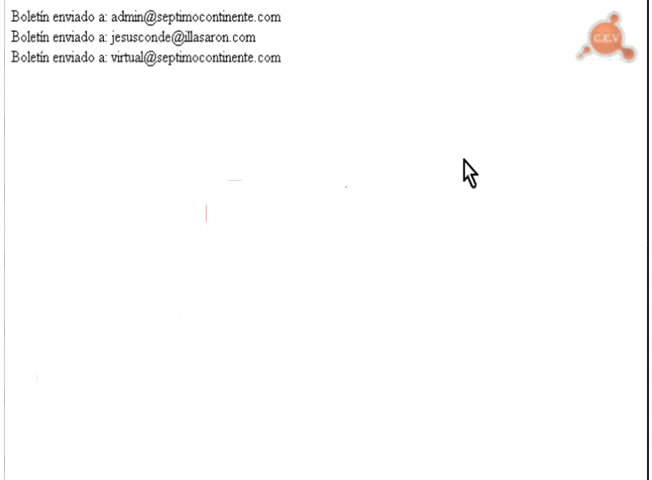 Boletín enviado a: admin@septimocontinente.com
Boletín enviado a: jesusconde@illasaron.com
Boletín enviado a: virtual@septimocontinente.com
C.E.V